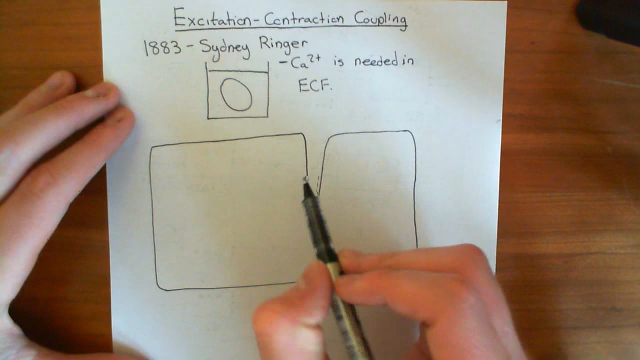 Excitation-Contraction Coupling
1883 - Sydney Ringer
- Ca²⁺ is needed in
ECF.